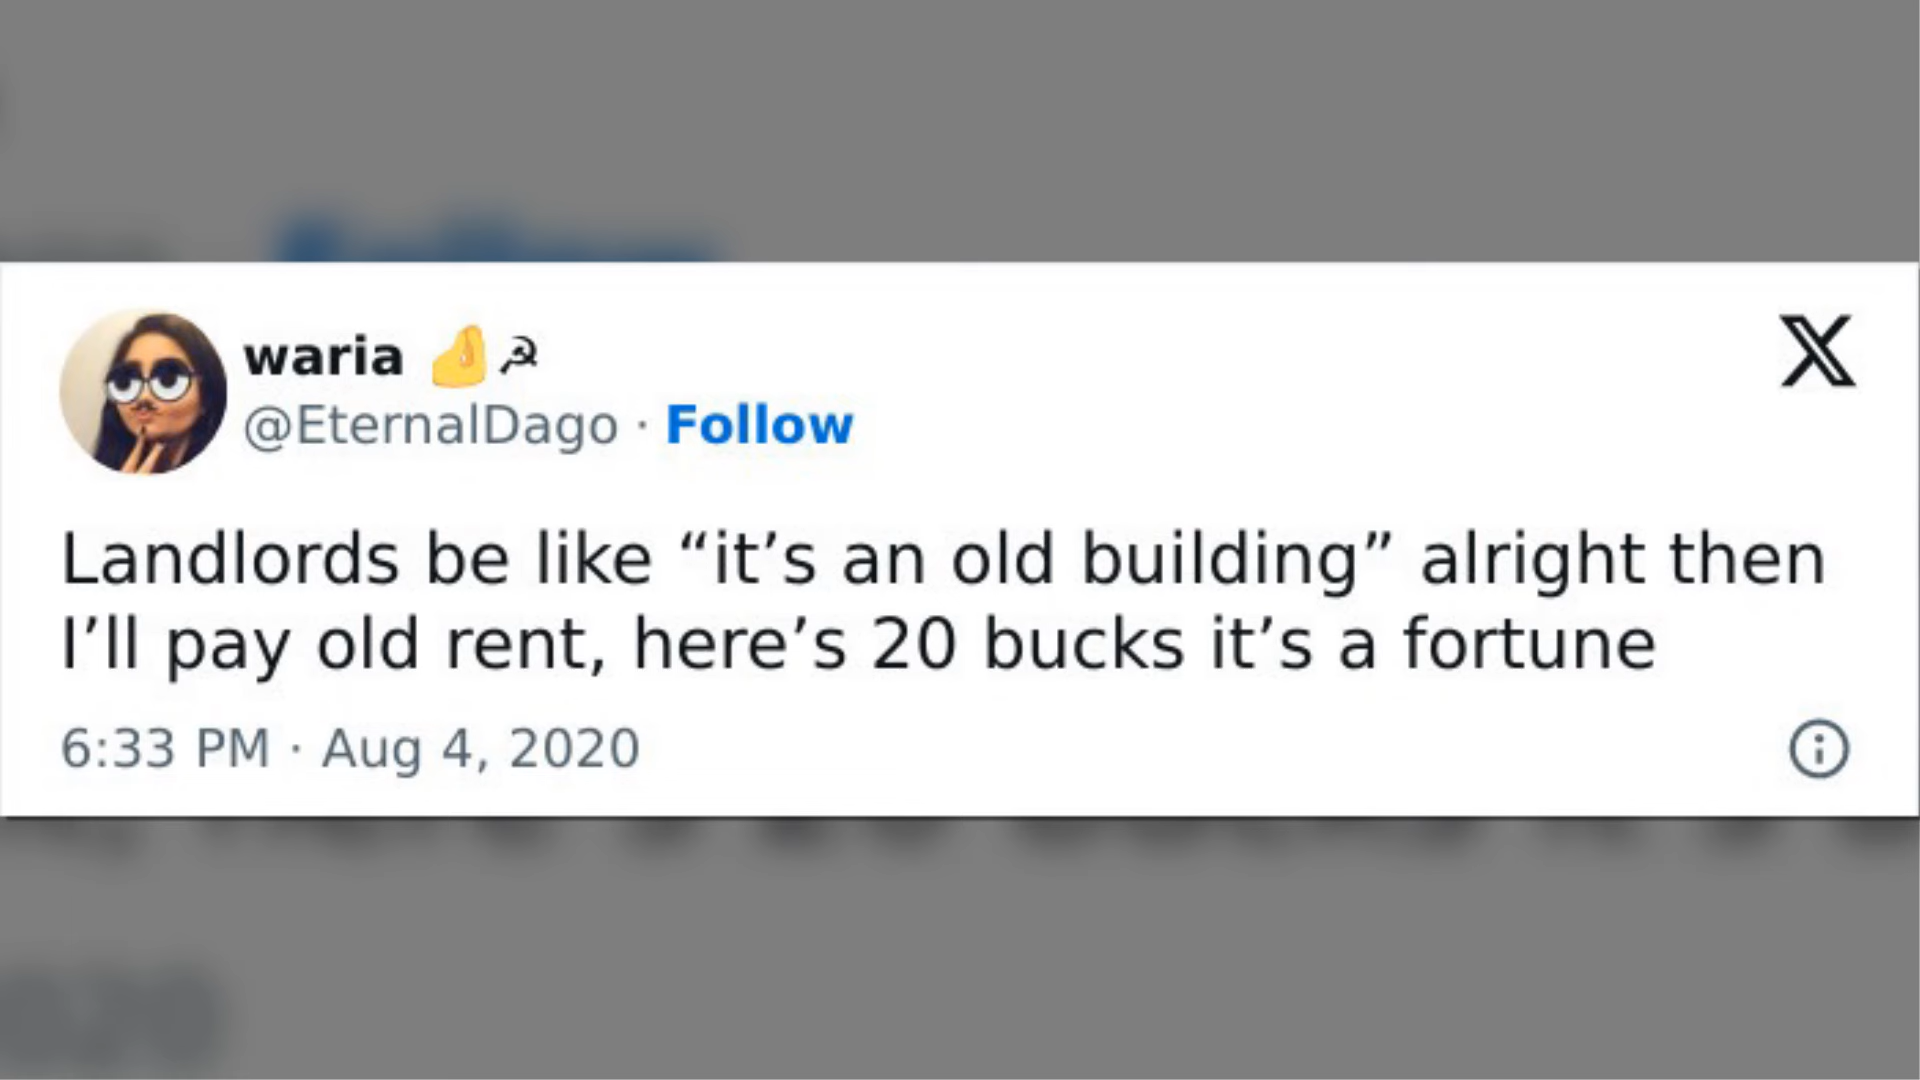 waria 🤌☭
@EternalDago · Follow
Landlords be like “it’s an old building” alright then
I’ll pay old rent, here’s 20 bucks it’s a fortune
6:33 PM · Aug 4, 2020